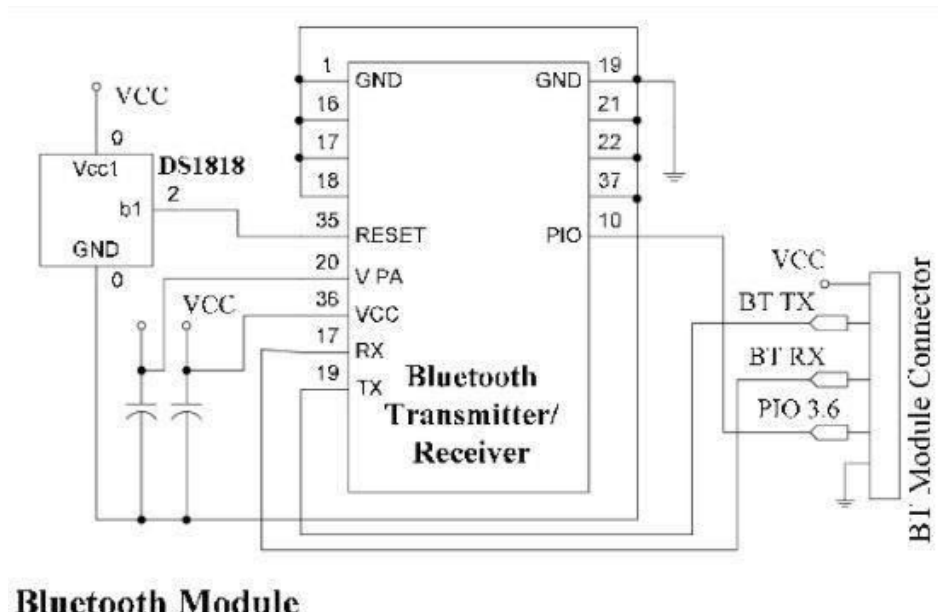 VCC
0
Vcc1
DS1818
b1
2
GND
0
VCC
1
GND
16
17
18
35
RESET
20
V PA
36
VCC
17
RX
19
TX
Bluetooth
Transmitter/
Receiver
19
GND
21
22
37
10
PIO
VCC
BT TX
BT RX
PIO 3.6
BT Module Connector
Bluetooth Module